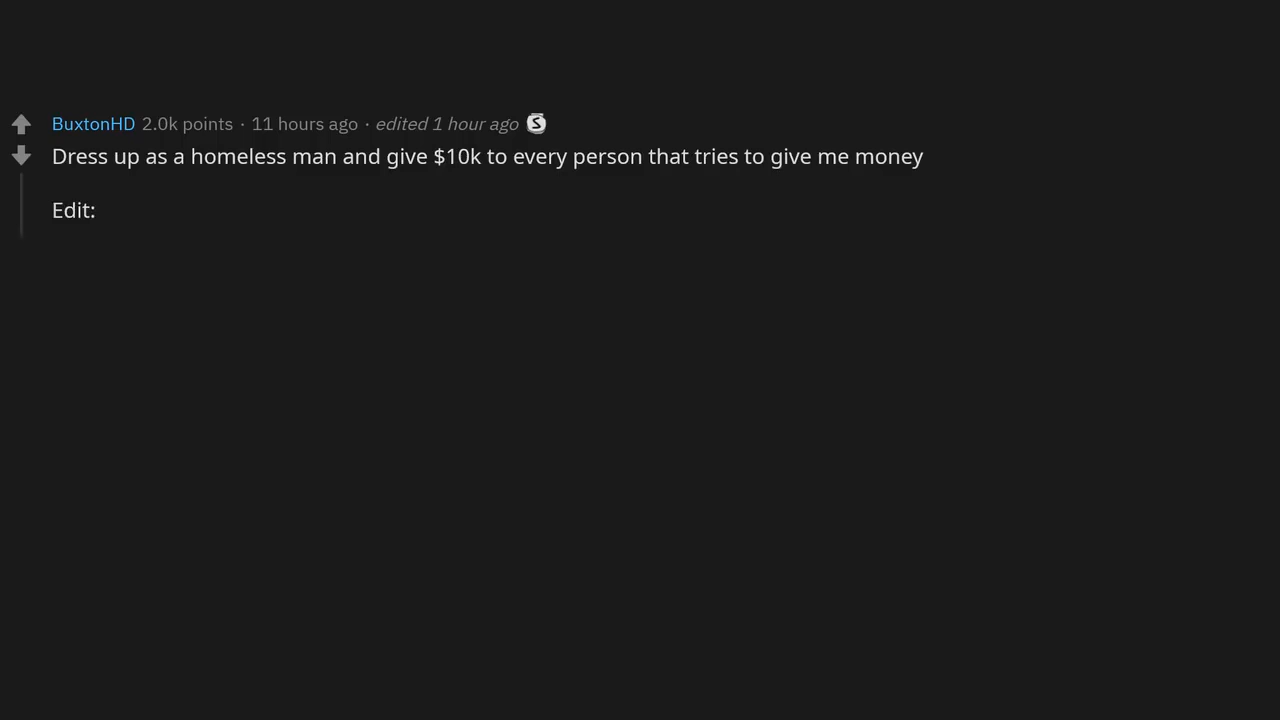 BuxtonHD 2.0k points · 11 hours ago · edited 1 hour ago S
Dress up as a homeless man and give $10k to every person that tries to give me money
Edit: